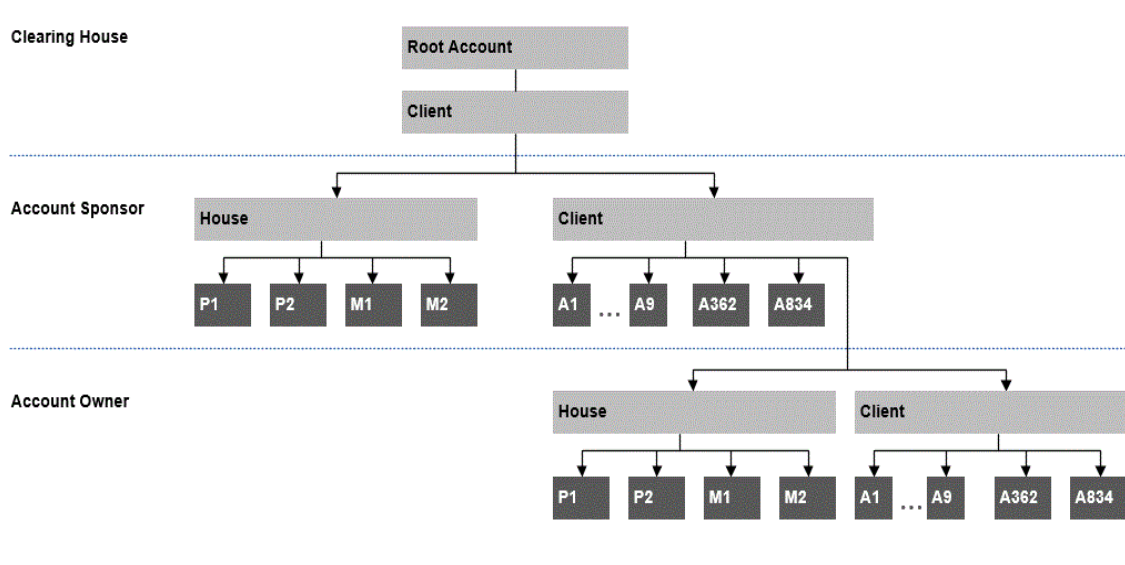 Clearing House
Root Account
Client
Account Sponsor
House
Client
P1 P2 M1 M2 A1 ... A9 A362 A834
Account Owner
House
Client
P1 P2 M1 M2 A1 ... A9 A362 A834